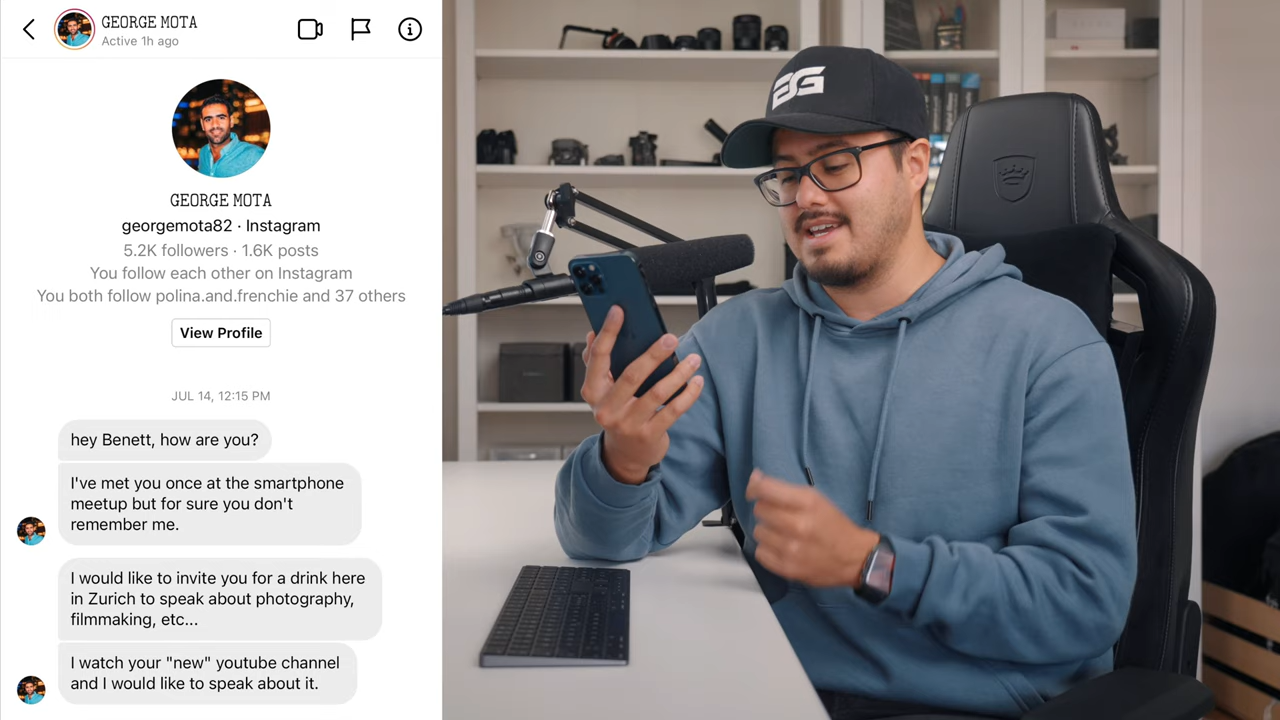 GEORGE MOTA
Active 1h ago
GEORGE MOTA
georgemota82 · Instagram
5.2K followers · 1.6K posts
You follow each other on Instagram
You both follow polina.and.frenchie and 37 others
View Profile
JUL 14, 12:15 PM
hey Benett, how are you?
I've met you once at the smartphone
meetup but for sure you don't
remember me.
I would like to invite you for a drink here
in Zurich to speak about photography,
filmmaking, etc...
I watch your "new" youtube channel
and I would like to speak about it.